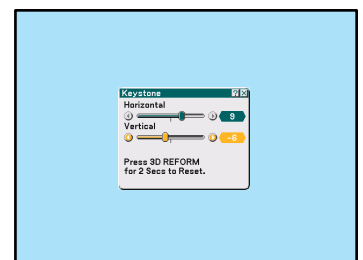 Keystone
Horizontal
9
Vertical
-6
Press 3D REFORM
for 2 Secs to Reset.